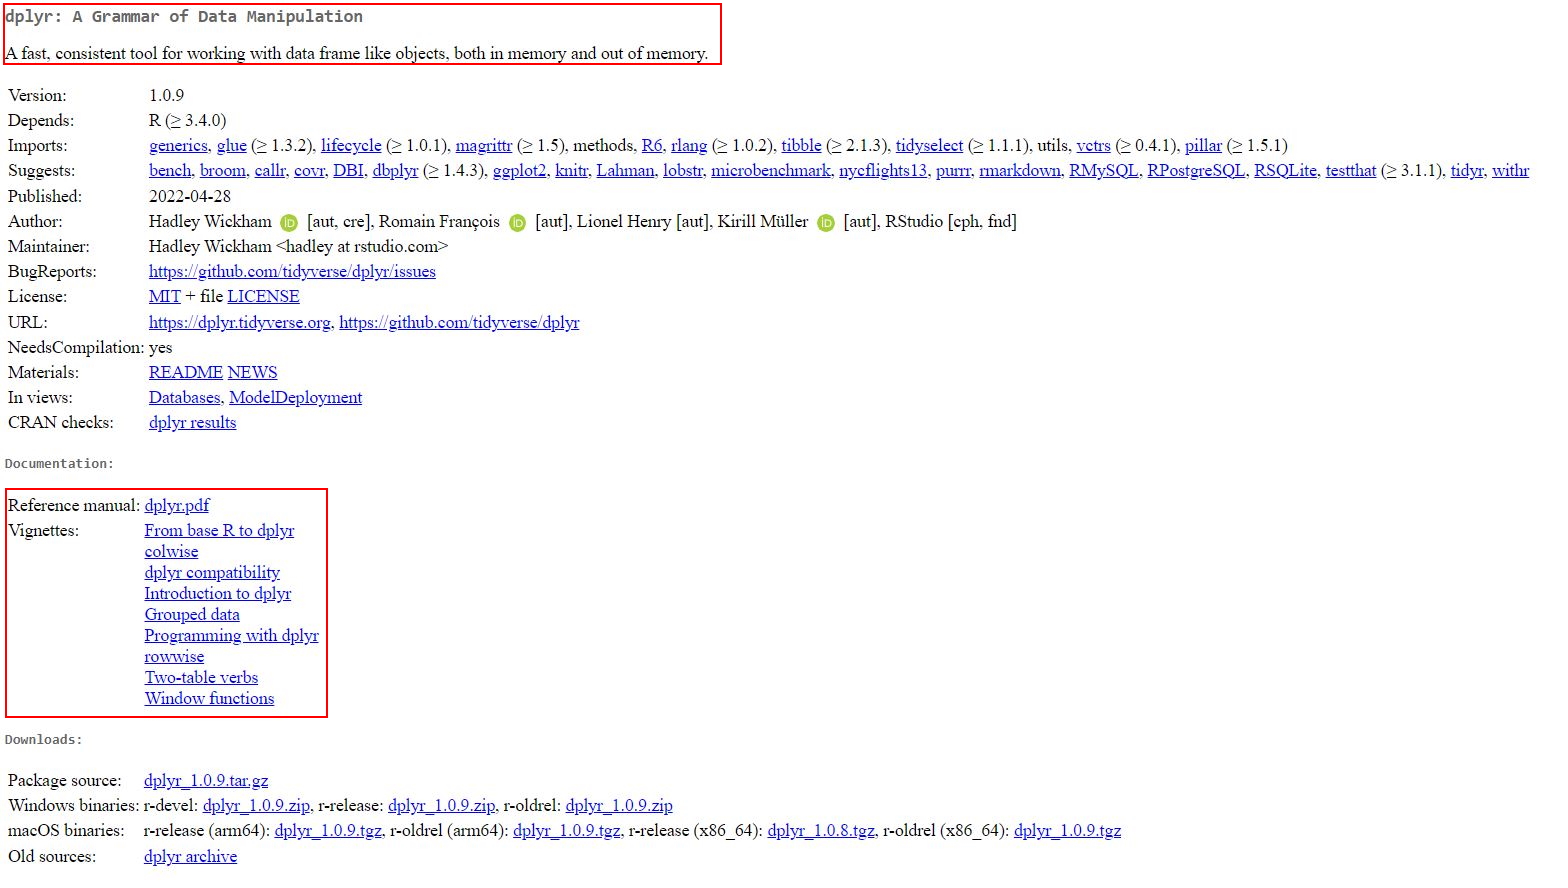 dplyr: A Grammar of Data Manipulation
A fast, consistent tool for working with data frame like objects, both in memory and out of memory.
Version: 1.0.9
Depends: R (≥ 3.4.0)
Imports: generics, glue (≥ 1.3.2), lifecycle (≥ 1.0.1), magrittr (≥ 1.5), methods, R6, rlang (≥ 1.0.2), tibble (≥ 2.1.3), tidyselect (≥ 1.1.1), utils, vctrs (≥ 0.4.1), pillar (≥ 1.5.1)
Suggests: bench, broom, callr, covr, DBI, dbplyr (≥ 1.4.3), ggplot2, knitr, Lahman, lobstr, microbenchmark, nycflights13, purrr, rmarkdown, RMySQL, RPostgreSQL, RSQLite, testthat (≥ 3.1.1), tidyr, withr
Published: 2022-04-28
Author: Hadley Wickham iD [aut, cre], Romain François iD [aut], Lionel Henry [aut], Kirill Müller iD [aut], RStudio [cph, fnd]
Maintainer: Hadley Wickham <hadley at rstudio.com>
BugReports: https://github.com/tidyverse/dplyr/issues
License: MIT + file LICENSE
URL: https://dplyr.tidyverse.org, https://github.com/tidyverse/dplyr
NeedsCompilation: yes
Materials: README NEWS
In views: Databases, ModelDeployment
CRAN checks: dplyr results
Documentation:
Reference manual: dplyr.pdf
Vignettes: From base R to dplyr
colwise
dplyr compatibility
Introduction to dplyr
Grouped data
Programming with dplyr
rowwise
Two-table verbs
Window functions
Downloads:
Package source: dplyr_1.0.9.tar.gz
Windows binaries: r-devel: dplyr_1.0.9.zip, r-release: dplyr_1.0.9.zip, r-oldrel: dplyr_1.0.9.zip
macOS binaries: r-release (arm64): dplyr_1.0.9.tgz, r-oldrel (arm64): dplyr_1.0.9.tgz, r-release (x86_64): dplyr_1.0.8.tgz, r-oldrel (x86_64): dplyr_1.0.9.tgz
Old sources: dplyr archive